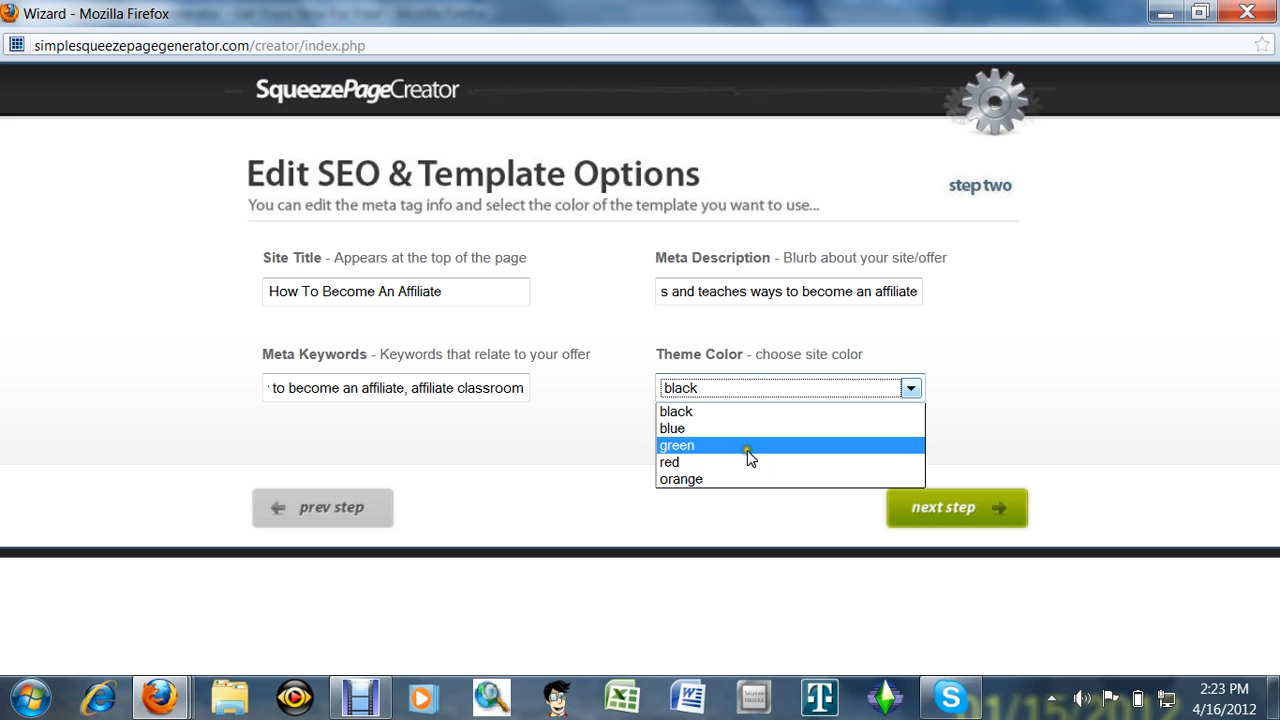 Wizard - Mozilla Firefox
simplesqueezepagegenerator.com/creator/index.php
SqueezePageCreator
Edit SEO & Template Options
step two
You can edit the meta tag info and select the color of the template you want to use...
Site Title - Appears at the top of the page
Meta Description - Blurb about your site/offer
How To Become An Affiliate
s and teaches ways to become an affiliate
Meta Keywords - Keywords that relate to your offer
Theme Color - choose site color
to become an affiliate, affiliate classroom
black
black
blue
green
red
orange
prev step
next step
2:23 PM
4/16/2012